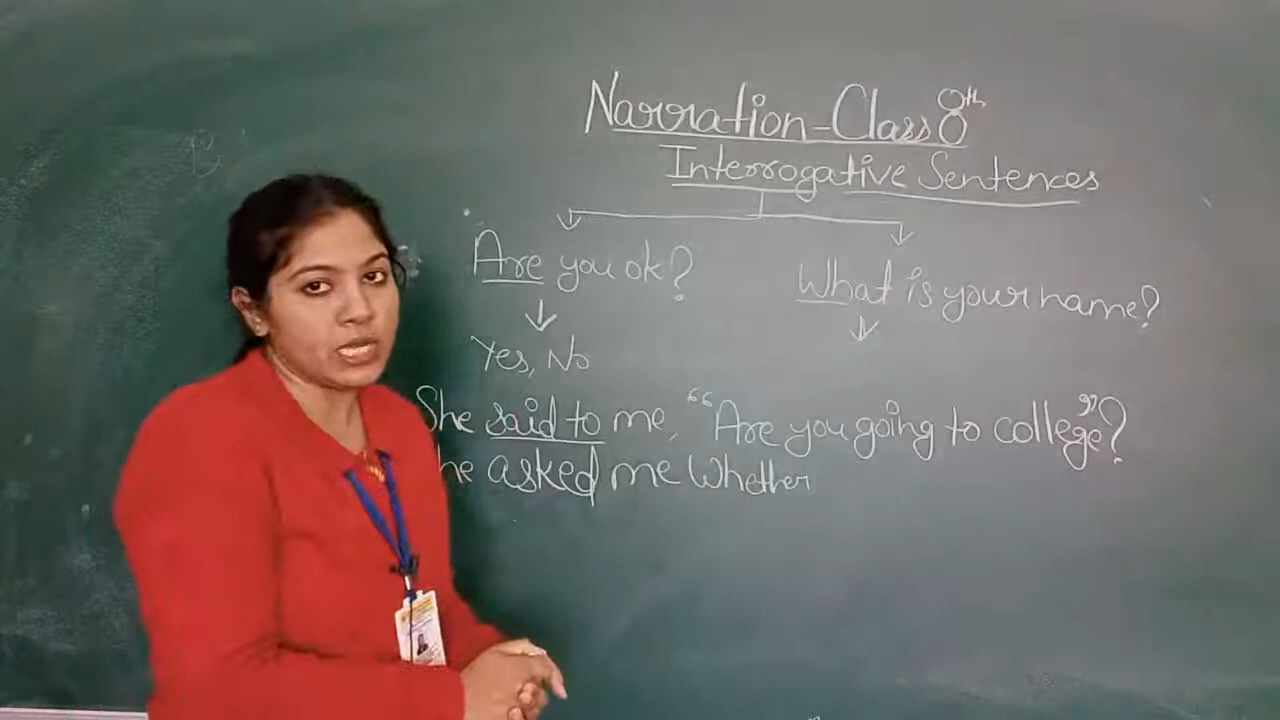 Narration - Class 8th
Interrogative Sentences
Are you ok? What is your name?
Yes, No
She said to me, "Are you going to college"?
he asked me Whether